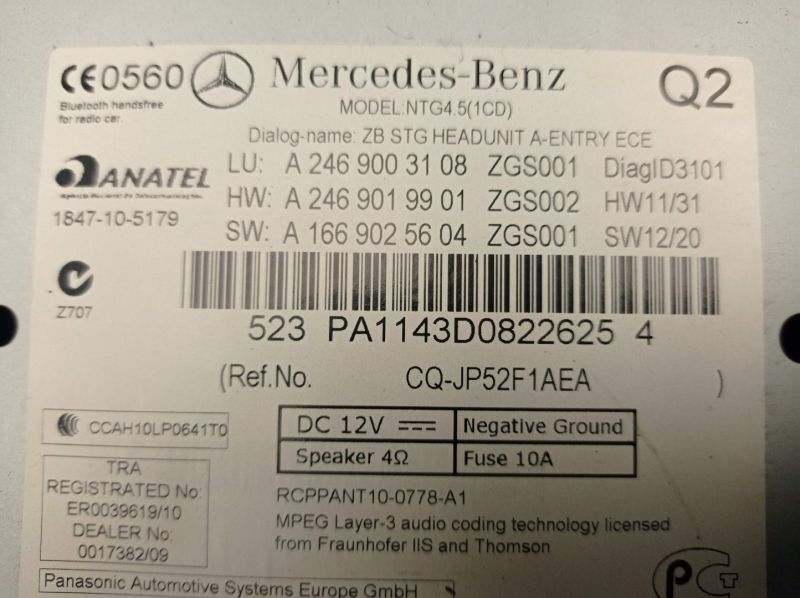 CE0560 Mercedes-Benz Q2
Bluetooth handsfree
for radio car.
MODEL:NTG4.5(1CD)
Dialog-name: ZB STG HEADUNIT A-ENTRY ECE
ANATEL
1847-10-5179
LU: A 246 900 31 08 ZGS001 DiagID3101
HW: A 246 901 99 01 ZGS002 HW11/31
SW: A 166 902 56 04 ZGS001 SW12/20
Z707
523 PA1143D0822625 4
(Ref.No. CQ-JP52F1AEA )
CCAH10LP0641T0
DC 12V Negative Ground
Speaker 4Ω Fuse 10A
TRA
REGISTRATED No:
ER0039619/10
DEALER No:
0017382/09
RCPPANT10-0778-A1
MPEG Layer-3 audio coding technology licensed
from Fraunhofer IIS and Thomson
Panasonic Automotive Systems Europe GmbH